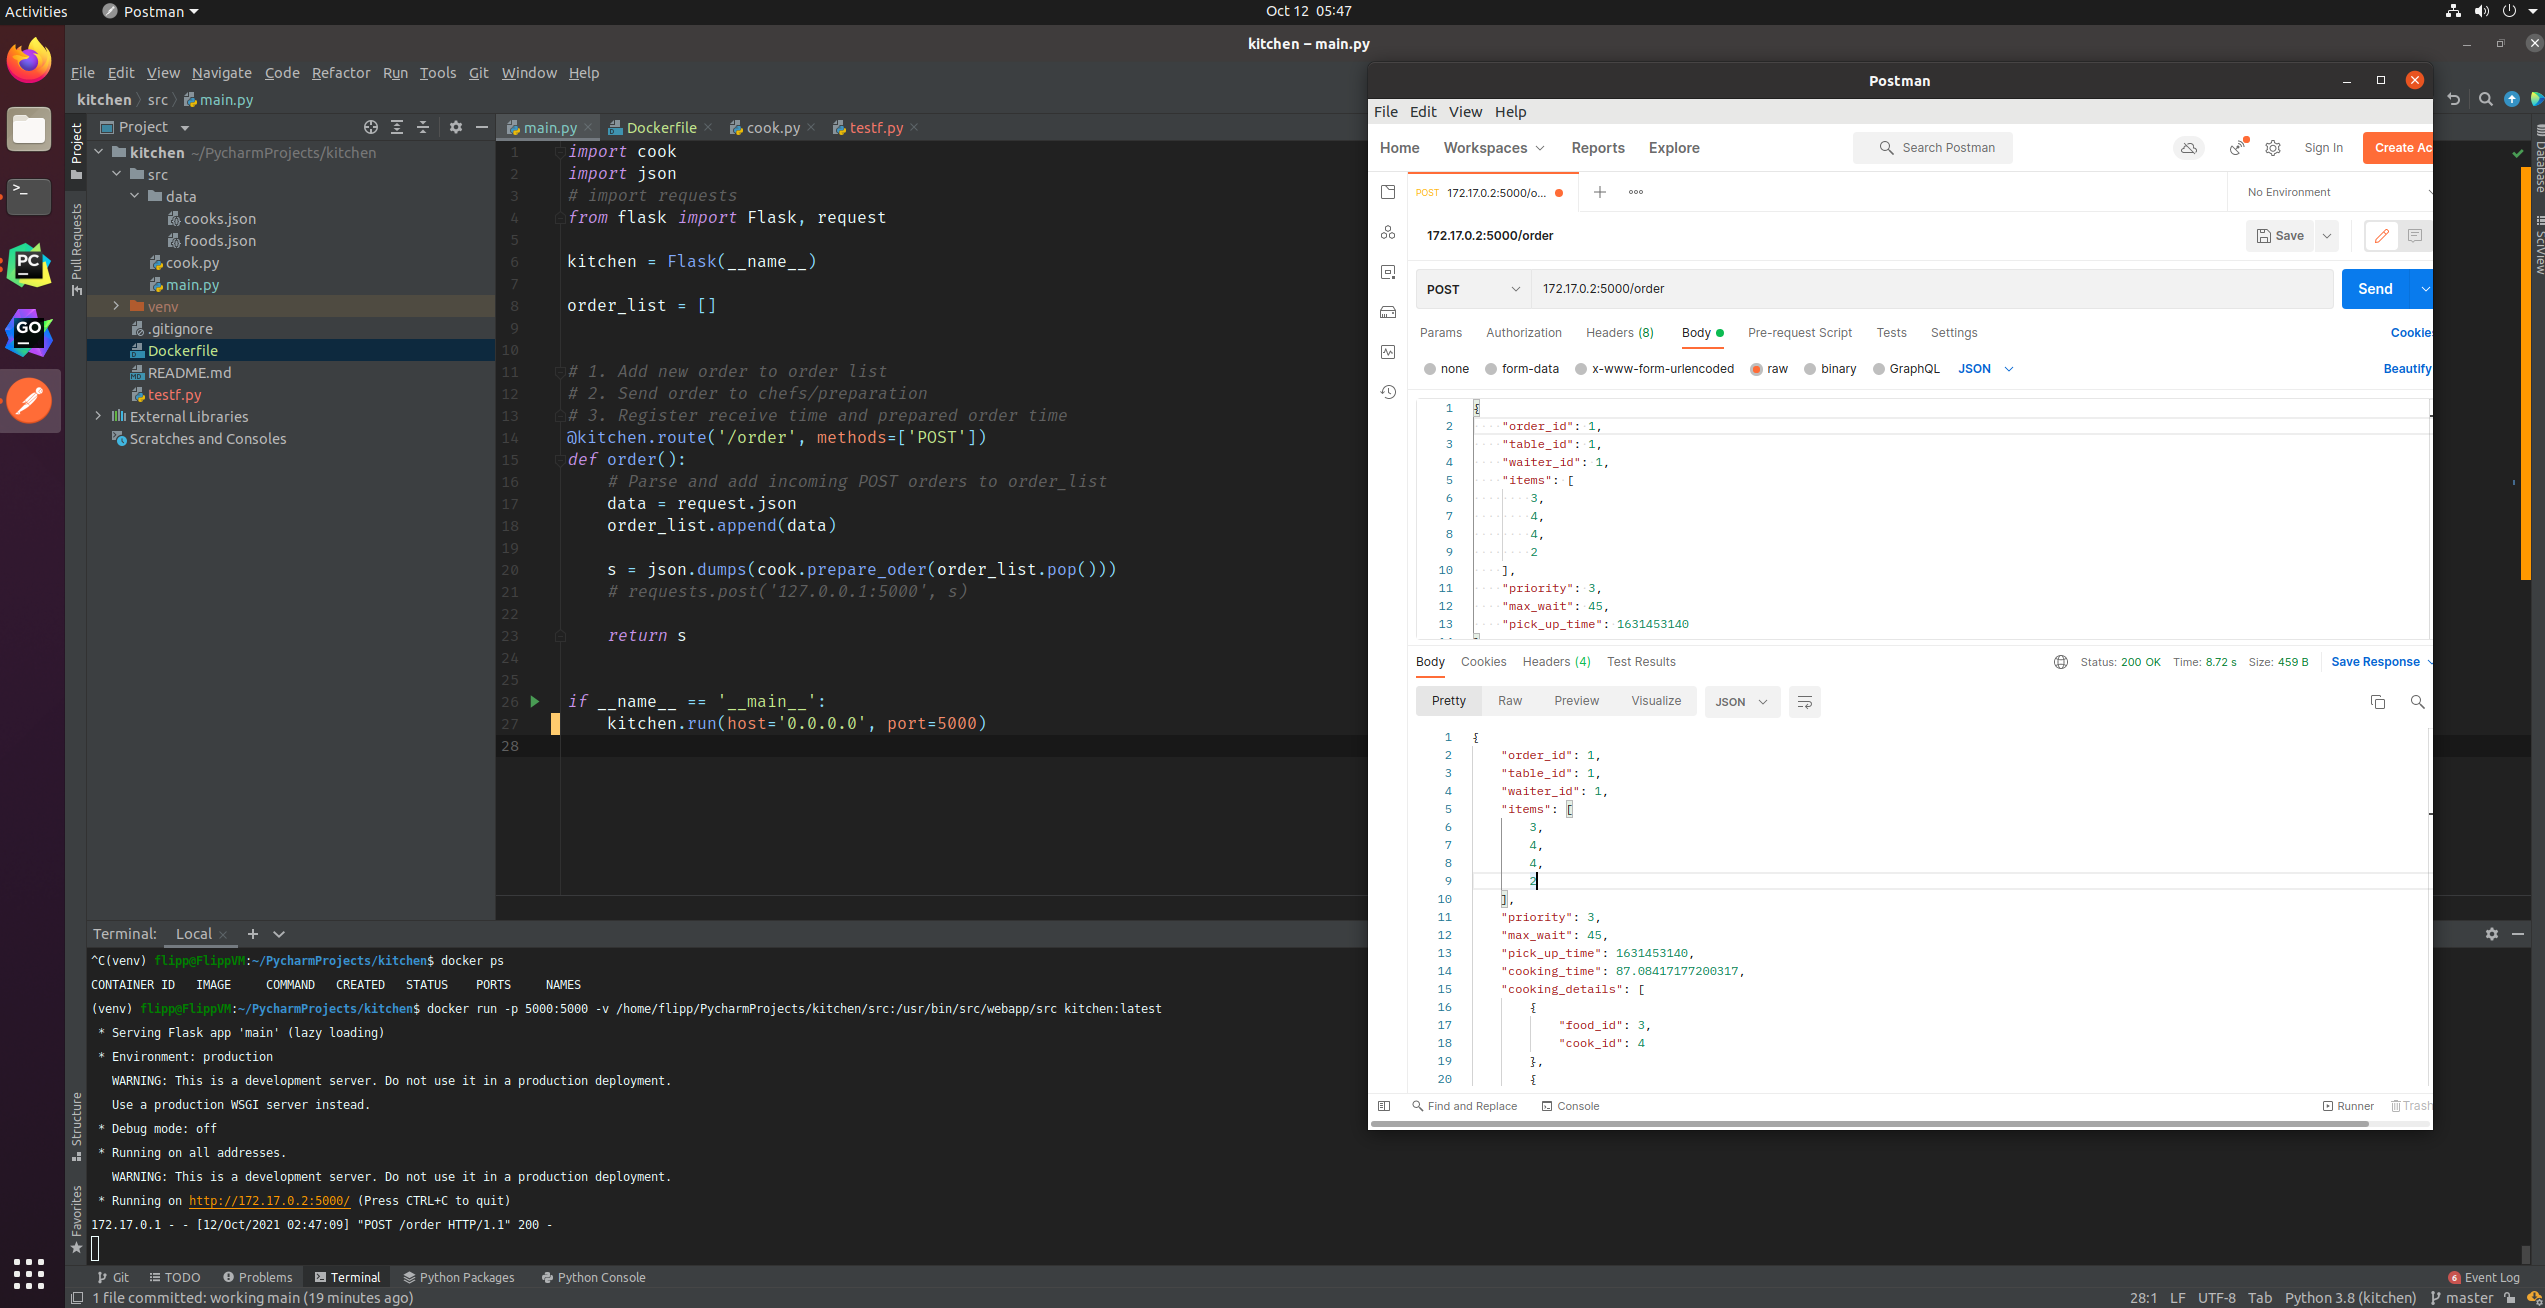 Activities Postman Oct 12 05:47
kitchen – main.py
File Edit View Navigate Code Refactor Run Tools Git Window Help
kitchen src main.py
Project
Pull Requests
Structure
Favorites
Project
kitchen ~/PycharmProjects/kitchen
src
data
cooks.json
foods.json
cook.py
main.py
venv
.gitignore
Dockerfile
README.md
testf.py
External Libraries
Scratches and Consoles
main.py Dockerfile cook.py testf.py
1 import cook
2 import json
3 # import requests
4 from flask import Flask, request
5
6 kitchen = Flask(__name__)
7
8 order_list = []
9
10
11 # 1. Add new order to order list
12 # 2. Send order to chefs/preparation
13 # 3. Register receive time and prepared order time
14 @kitchen.route('/order', methods=['POST'])
15 def order():
16 # Parse and add incoming POST orders to order_list
17 data = request.json
18 order_list.append(data)
19
20 s = json.dumps(cook.prepare_oder(order_list.pop()))
21 # requests.post('127.0.0.1:5000', s)
22
23 return s
24
25
26 if __name__ == '__main__':
27 kitchen.run(host='0.0.0.0', port=5000)
28
Database
SciView
Postman
File Edit View Help
Home Workspaces Reports Explore Search Postman Sign In Create Ac
POST 172.17.0.2:5000/o... No Environment
172.17.0.2:5000/order Save
POST 172.17.0.2:5000/order Send
Params Authorization Headers (8) Body Pre-request Script Tests Settings Cookies
none form-data x-www-form-urlencoded raw binary GraphQL JSON Beautify
1 {
2 "order_id": 1,
3 "table_id": 1,
4 "waiter_id": 1,
5 "items": [
6 3,
7 4,
8 4,
9 2
10 ],
11 "priority": 3,
12 "max_wait": 45,
13 "pick_up_time": 1631453140
Body Cookies Headers (4) Test Results Status: 200 OK Time: 8.72 s Size: 459 B Save Response
Pretty Raw Preview Visualize JSON
1 {
2 "order_id": 1,
3 "table_id": 1,
4 "waiter_id": 1,
5 "items": [
6 3,
7 4,
8 4,
9 2
10 ],
11 "priority": 3,
12 "max_wait": 45,
13 "pick_up_time": 1631453140,
14 "cooking_time": 87.08417177200317,
15 "cooking_details": [
16 {
17 "food_id": 3,
18 "cook_id": 4
19 },
20 {
Find and Replace Console Runner Trash
Terminal: Local
^C(venv) flipp@FlippVM:~/PycharmProjects/kitchen$ docker ps
CONTAINER ID IMAGE COMMAND CREATED STATUS PORTS NAMES
(venv) flipp@FlippVM:~/PycharmProjects/kitchen$ docker run -p 5000:5000 -v /home/flipp/PycharmProjects/kitchen/src:/usr/bin/src/webapp/src kitchen:latest
* Serving Flask app 'main' (lazy loading)
* Environment: production
WARNING: This is a development server. Do not use it in a production deployment.
Use a production WSGI server instead.
* Debug mode: off
* Running on all addresses.
WARNING: This is a development server. Do not use it in a production deployment.
* Running on http://172.17.0.2:5000/ (Press CTRL+C to quit)
172.17.0.1 - - [12/Oct/2021 02:47:09] "POST /order HTTP/1.1" 200 -
Git TODO Problems Terminal Python Packages Python Console 6 Event Log
1 file committed: working main (19 minutes ago) 28:1 LF UTF-8 Tab Python 3.8 (kitchen) master